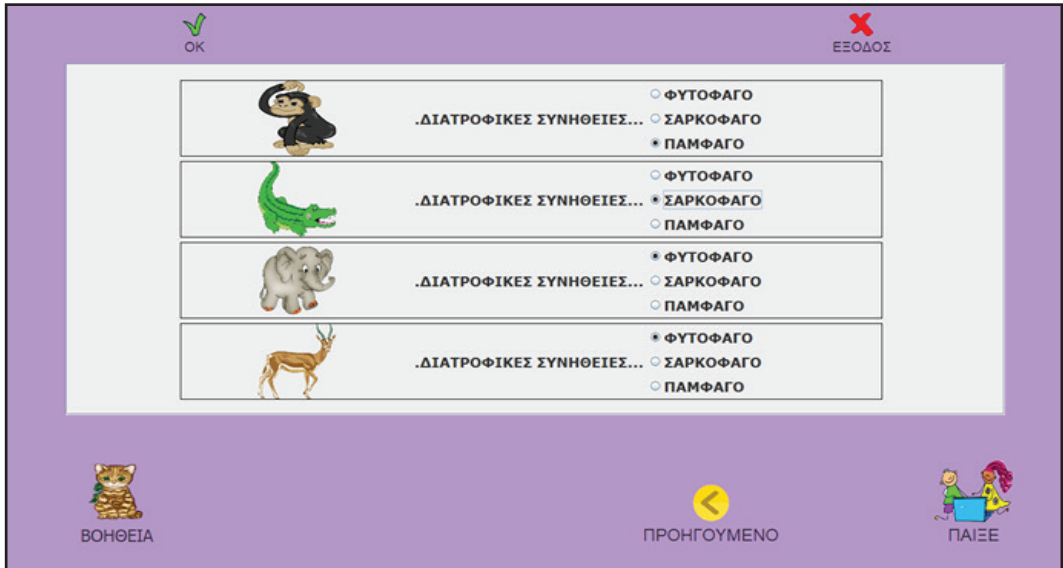 OK
ΕΞΟΔΟΣ
ΦΥΤΟΦΑΓΟ
.ΔΙΑΤΡΟΦΙΚΕΣ ΣΥΝΗΘΕΙΕΣ... ΣΑΡΚΟΦΑΓΟ
ΠΑΜΦΑΓΟ
ΦΥΤΟΦΑΓΟ
.ΔΙΑΤΡΟΦΙΚΕΣ ΣΥΝΗΘΕΙΕΣ... ΣΑΡΚΟΦΑΓΟ
ΠΑΜΦΑΓΟ
ΦΥΤΟΦΑΓΟ
.ΔΙΑΤΡΟΦΙΚΕΣ ΣΥΝΗΘΕΙΕΣ... ΣΑΡΚΟΦΑΓΟ
ΠΑΜΦΑΓΟ
ΦΥΤΟΦΑΓΟ
.ΔΙΑΤΡΟΦΙΚΕΣ ΣΥΝΗΘΕΙΕΣ... ΣΑΡΚΟΦΑΓΟ
ΠΑΜΦΑΓΟ
ΒΟΗΘΕΙΑ
ΠΡΟΗΓΟΥΜΕΝΟ
ΠΑΙΞΕ